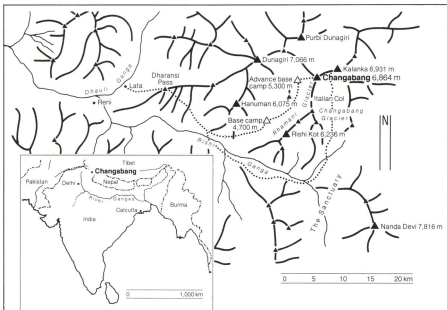 Purbi Dunagiri
Dunagiri 7,066 m
Kalanka 6,931 m
Changabang 6,864 m
Dharansi
Pass
Advance base
camp 5,300 m
Lata
Reni
Dhauli
Ganga
Hanuman 6,075 m
Base camp
4,700 m
Rhamani
Glacier
Italian Col
Changabang
Glacier
Rishi Kot 6,236 m
Rishi
Ganga
The Sanctuary
Nanda Devi 7,816 m
N
0 5 10 15 20 km
Tibet
Changabang
Pakistan
Delhi
Nepal
River Ganges
Burma
Calcutta
India
0 1,000 km